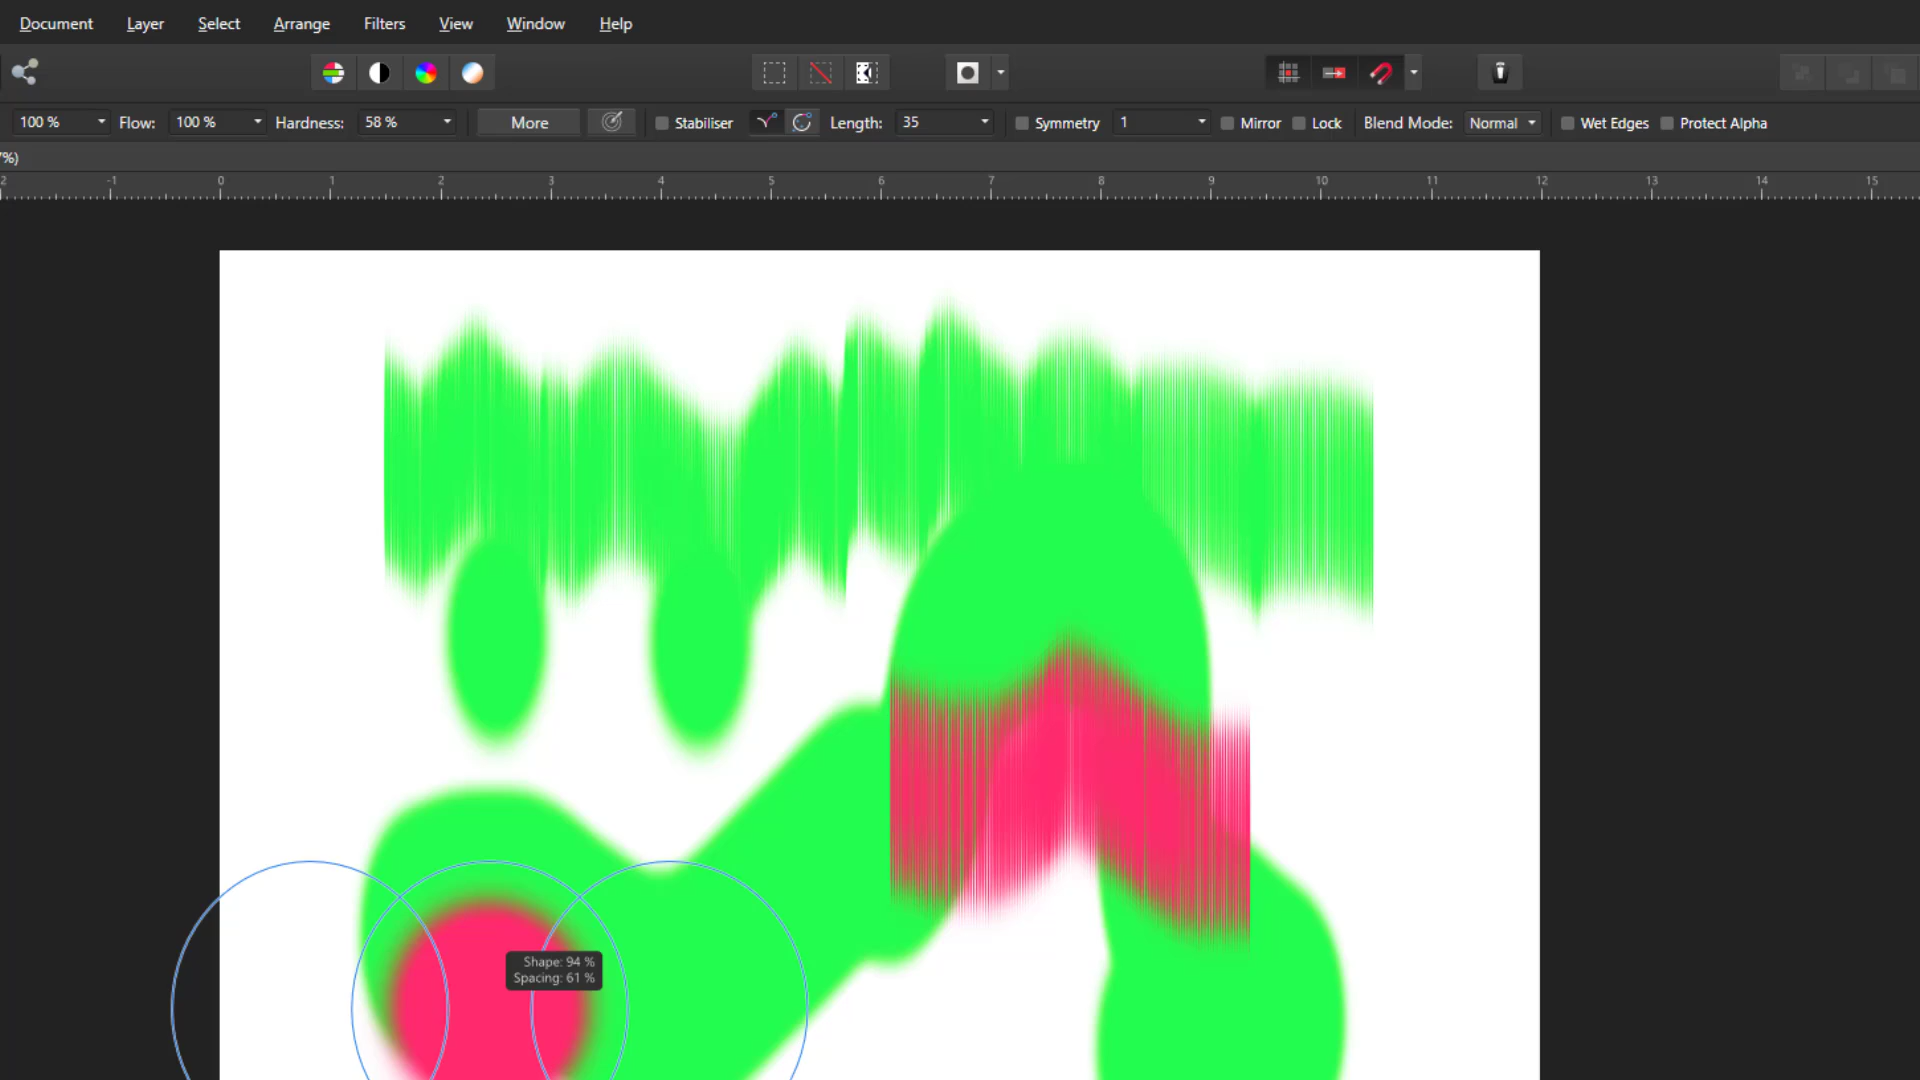 Document Layer Select Arrange Filters View Window Help
100 % Flow: 100 % Hardness: 58 % More Stabiliser Length: 35 Symmetry 1 Mirror Lock Blend Mode: Normal Wet Edges Protect Alpha
%)
2 -1 0 1 2 3 4 5 6 7 8 9 10 11 12 13 14 15
Shape: 94 %
Spacing: 61 %